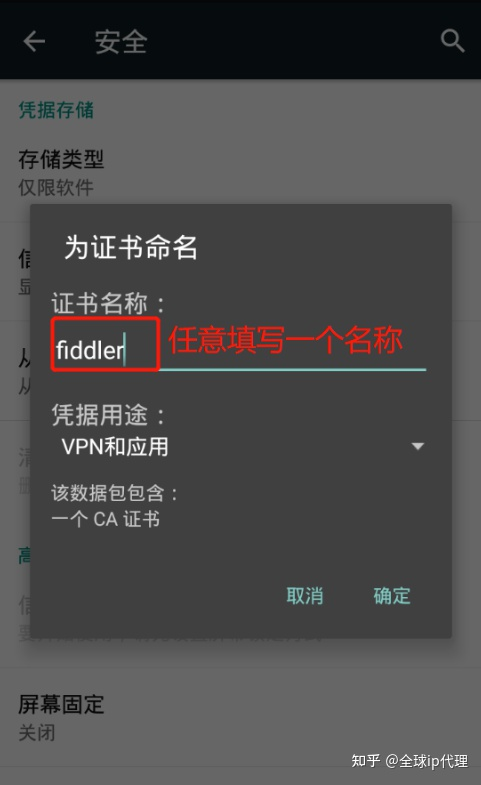 安全
凭据存储
存储类型
仅限软件
为证书命名
证书名称：
fiddler
任意填写一个名称
凭据用途：
VPN和应用
该数据包包含：
一个 CA 证书
取消
确定
屏幕固定
关闭
知乎 @全球ip代理